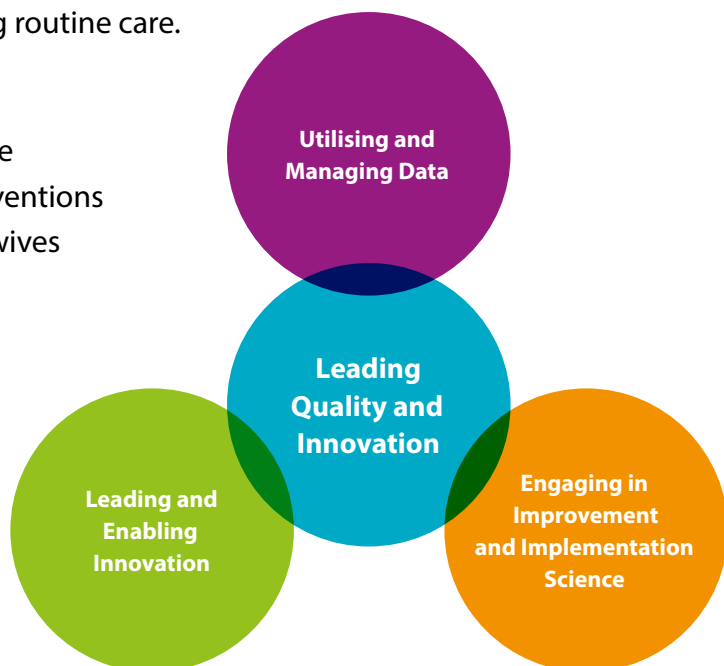 g routine care.
e
ventions
wives
Utilising and
Managing Data
Leading
Quality and
Innovation
Leading and
Enabling
Innovation
Engaging in
Improvement
and Implementation
Science